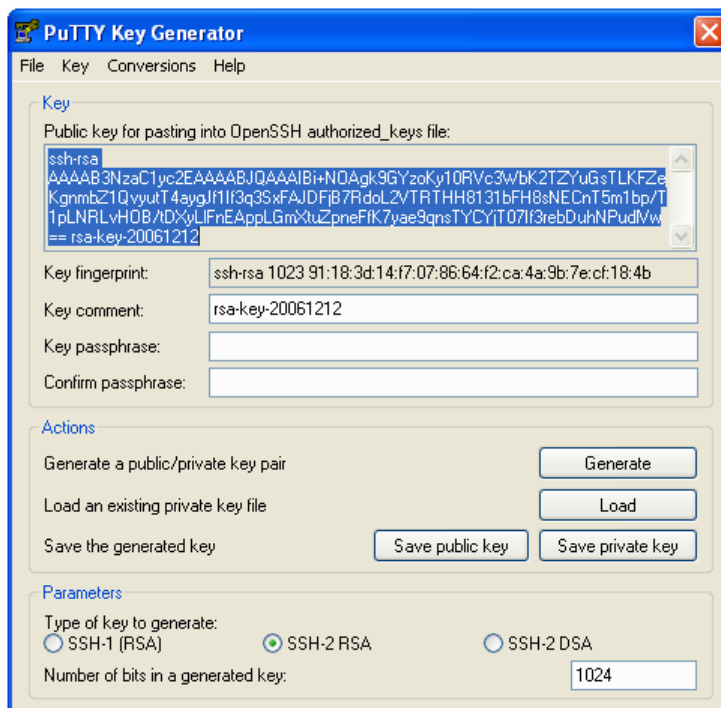 PuTTY Key Generator
File Key Conversions Help
Key
Public key for pasting into OpenSSH authorized_keys file:
ssh-rsa
AAAAB3NzaC1yc2EAAAABJQAAAIBi+NOAgk9GYzoKy10RVc3WbK2TZYuGsTLKFZe
KgnmbZ1QvyutT4aygJf1If3q3SxFAJDFjB7RdoL2VTRTHH8131bFH8sNECnT5m1bp/T
1pLNRLvHOB/tDXyLlFnEAppLGmXtuZpneFfK7yae9qnsTYCYjT07If3rebDuhNPudlVw
== rsa-key-20061212
Key fingerprint: ssh-rsa 1023 91:18:3d:14:f7:07:86:64:f2:ca:4a:9b:7e:cf:18:4b
Key comment: rsa-key-20061212
Key passphrase:
Confirm passphrase:
Actions
Generate a public/private key pair Generate
Load an existing private key file Load
Save the generated key Save public key Save private key
Parameters
Type of key to generate:
SSH-1 (RSA) SSH-2 RSA SSH-2 DSA
Number of bits in a generated key: 1024